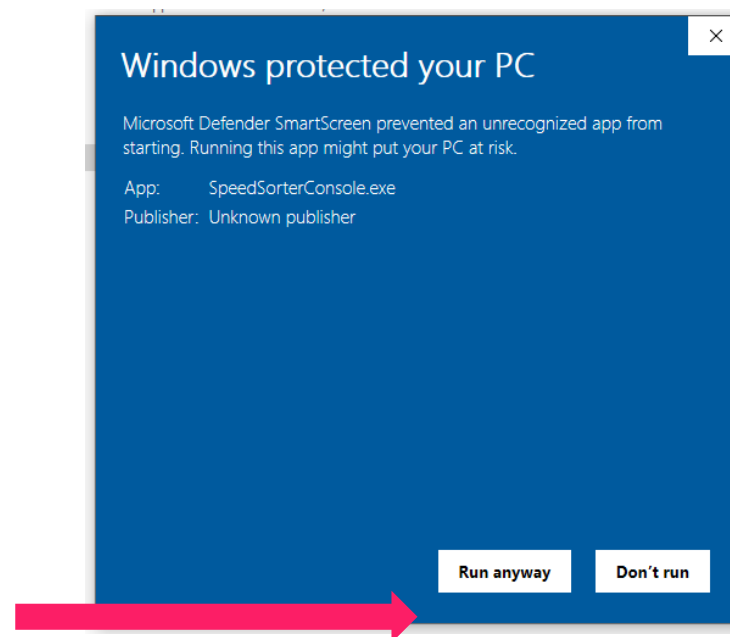 Windows protected your PC
Microsoft Defender SmartScreen prevented an unrecognized app from
starting. Running this app might put your PC at risk.
App: SpeedSorterConsole.exe
Publisher: Unknown publisher
Run anyway Don't run